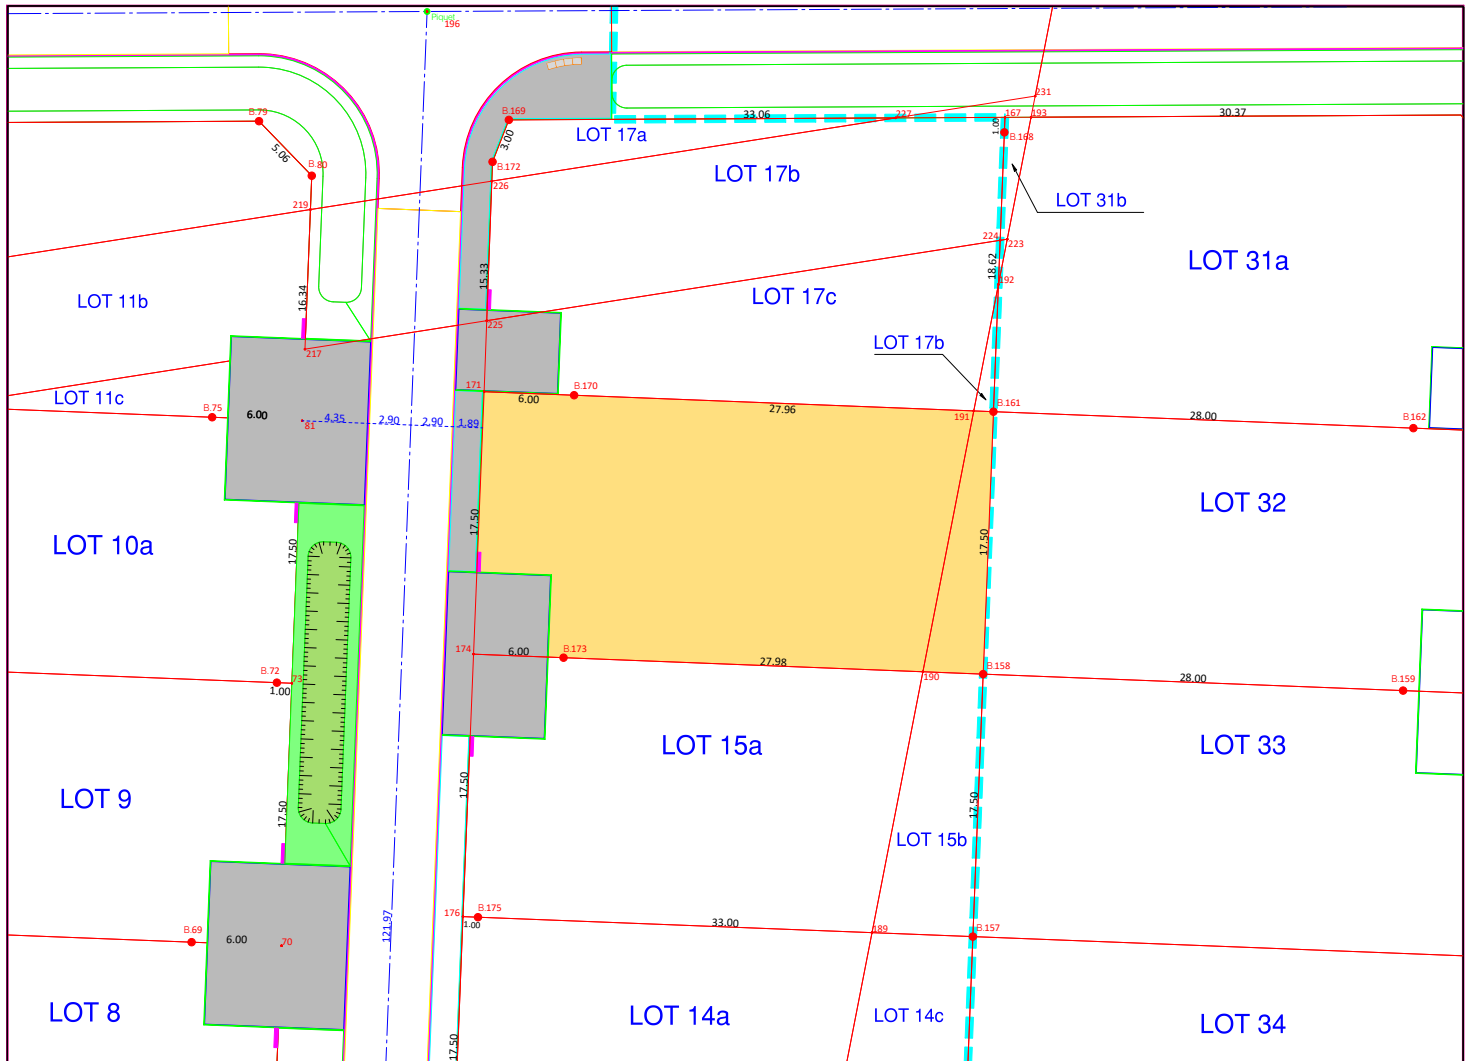 Piquet
196
B.79
5.06
B.80
219
16.34
LOT 11b
217
LOT 11c
B.75
6.00
81
4.35
2.90
2.90
1.89
B.169
3.00
B.172
226
LOT 17a
33.06
227
231
167
193
1.00
B.168
30.37
LOT 17b
LOT 31b
224
223
LOT 31a
18.62
192
15.33
225
LOT 17c
LOT 17b
171
6.00
B.170
27.96
191
B.161
28.00
B.162
LOT 10a
17.50
17.50
17.50
LOT 32
B.72
73
1.00
174
6.00
B.173
27.98
190
B.158
28.00
B.159
LOT 9
17.50
17.50
LOT 15a
17.50
LOT 33
LOT 15b
B.69
6.00
70
121.97
176
B.175
1.00
33.00
189
B.157
LOT 8
17.50
LOT 14a
LOT 14c
LOT 34